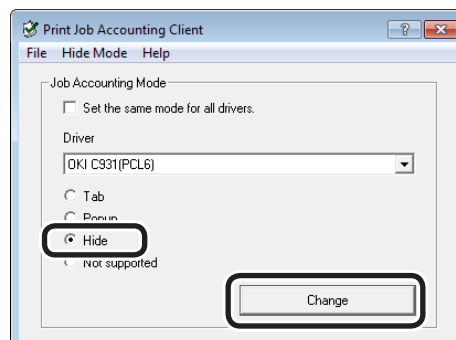 Print Job Accounting Client
File Hide Mode Help
Job Accounting Mode
Set the same mode for all drivers.
Driver
OKI C931(PCL6)
Tab
Popup
Hide
Not supported
Change